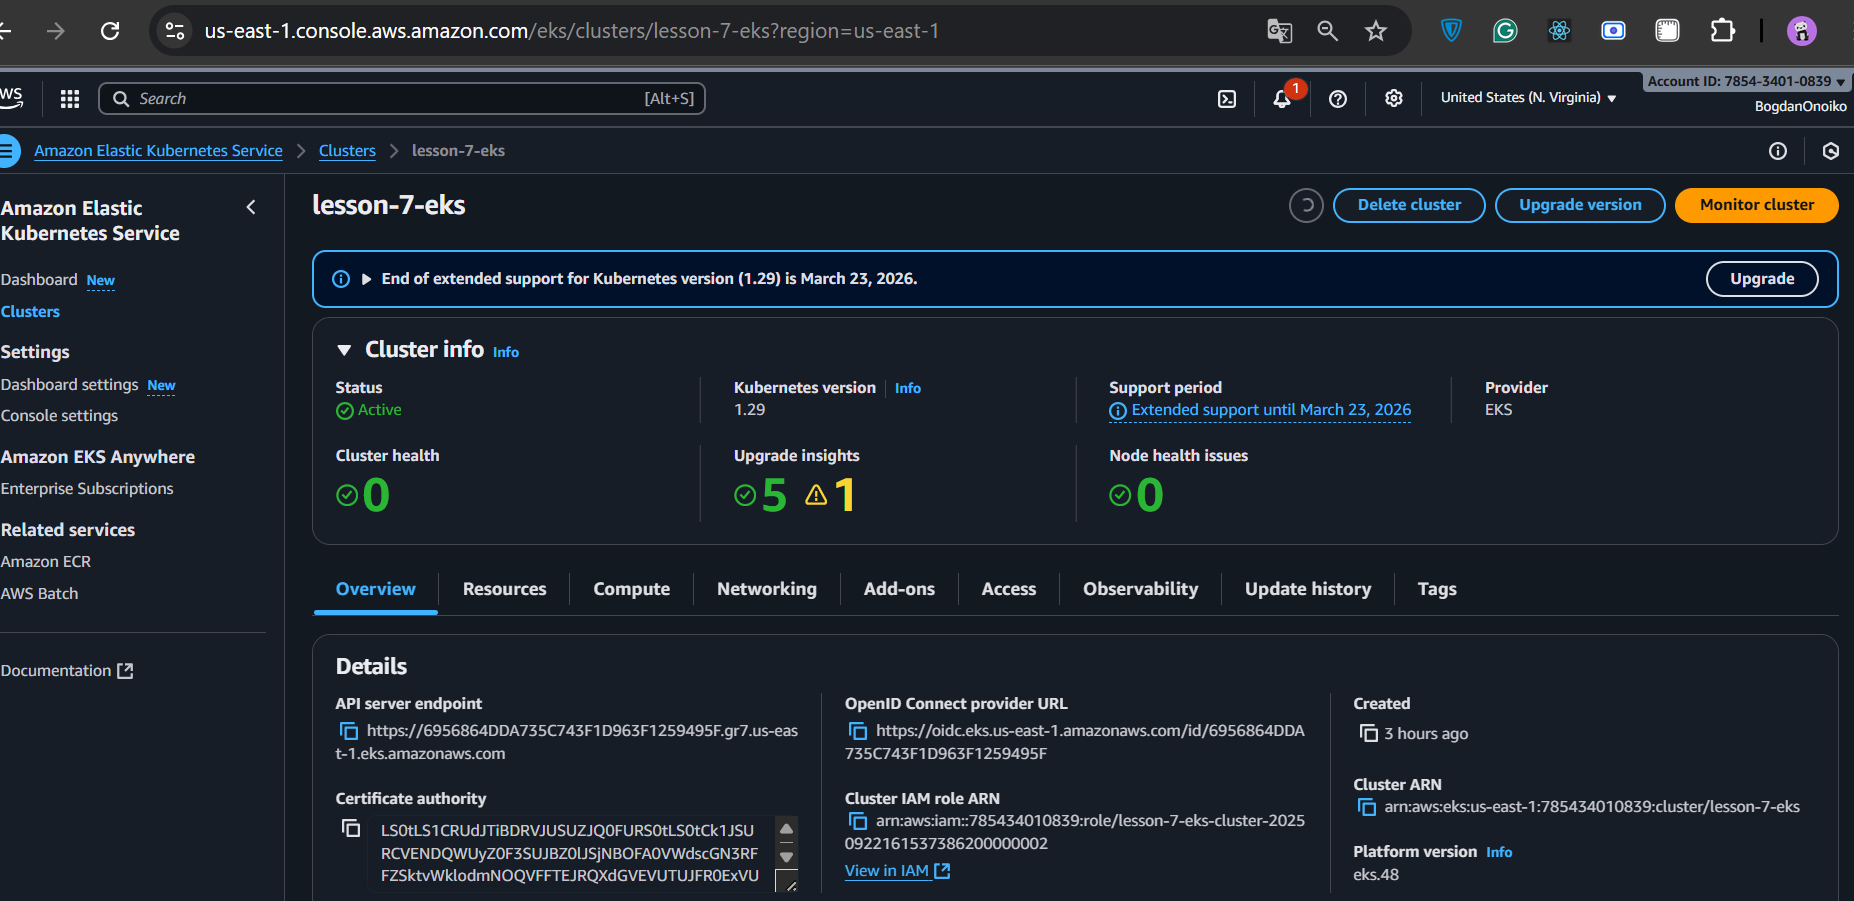 us-east-1.console.aws.amazon.com/eks/clusters/lesson-7-eks?region=us-east-1
Search [Alt+S]
1
United States (N. Virginia)
Account ID: 7854-3401-0839
BogdanOnoiko
Amazon Elastic Kubernetes Service
Clusters
lesson-7-eks
Amazon Elastic
Kubernetes Service
Dashboard New
Clusters
Settings
Dashboard settings New
Console settings
Amazon EKS Anywhere
Enterprise Subscriptions
Related services
Amazon ECR
AWS Batch
Documentation
lesson-7-eks
Delete cluster
Upgrade version
Monitor cluster
End of extended support for Kubernetes version (1.29) is March 23, 2026.
Upgrade
Cluster info Info
Status
Active
Kubernetes version Info
1.29
Support period
Extended support until March 23, 2026
Provider
EKS
Cluster health
0
Upgrade insights
5 1
Node health issues
0
Overview
Resources
Compute
Networking
Add-ons
Access
Observability
Update history
Tags
Details
API server endpoint
https://6956864DDA735C743F1D963F1259495F.gr7.us-eas
t-1.eks.amazonaws.com
Certificate authority
LS0tLS1CRUdJTiBDRVJUSUZJQ0FURS0tLS0tCk1JSU
RCVENDQWUyZ0F3SUJBZ0lJSjNBOFA0VWdscGN3RF
FZSktvWklodmNOQVFFTEJRQXdGVEVUTUJFR0ExVU
OpenID Connect provider URL
https://oidc.eks.us-east-1.amazonaws.com/id/6956864DDA
735C743F1D963F1259495F
Cluster IAM role ARN
arn:aws:iam::785434010839:role/lesson-7-eks-cluster-2025
0922161537386200000002
View in IAM
Created
3 hours ago
Cluster ARN
arn:aws:eks:us-east-1:785434010839:cluster/lesson-7-eks
Platform version Info
eks.48